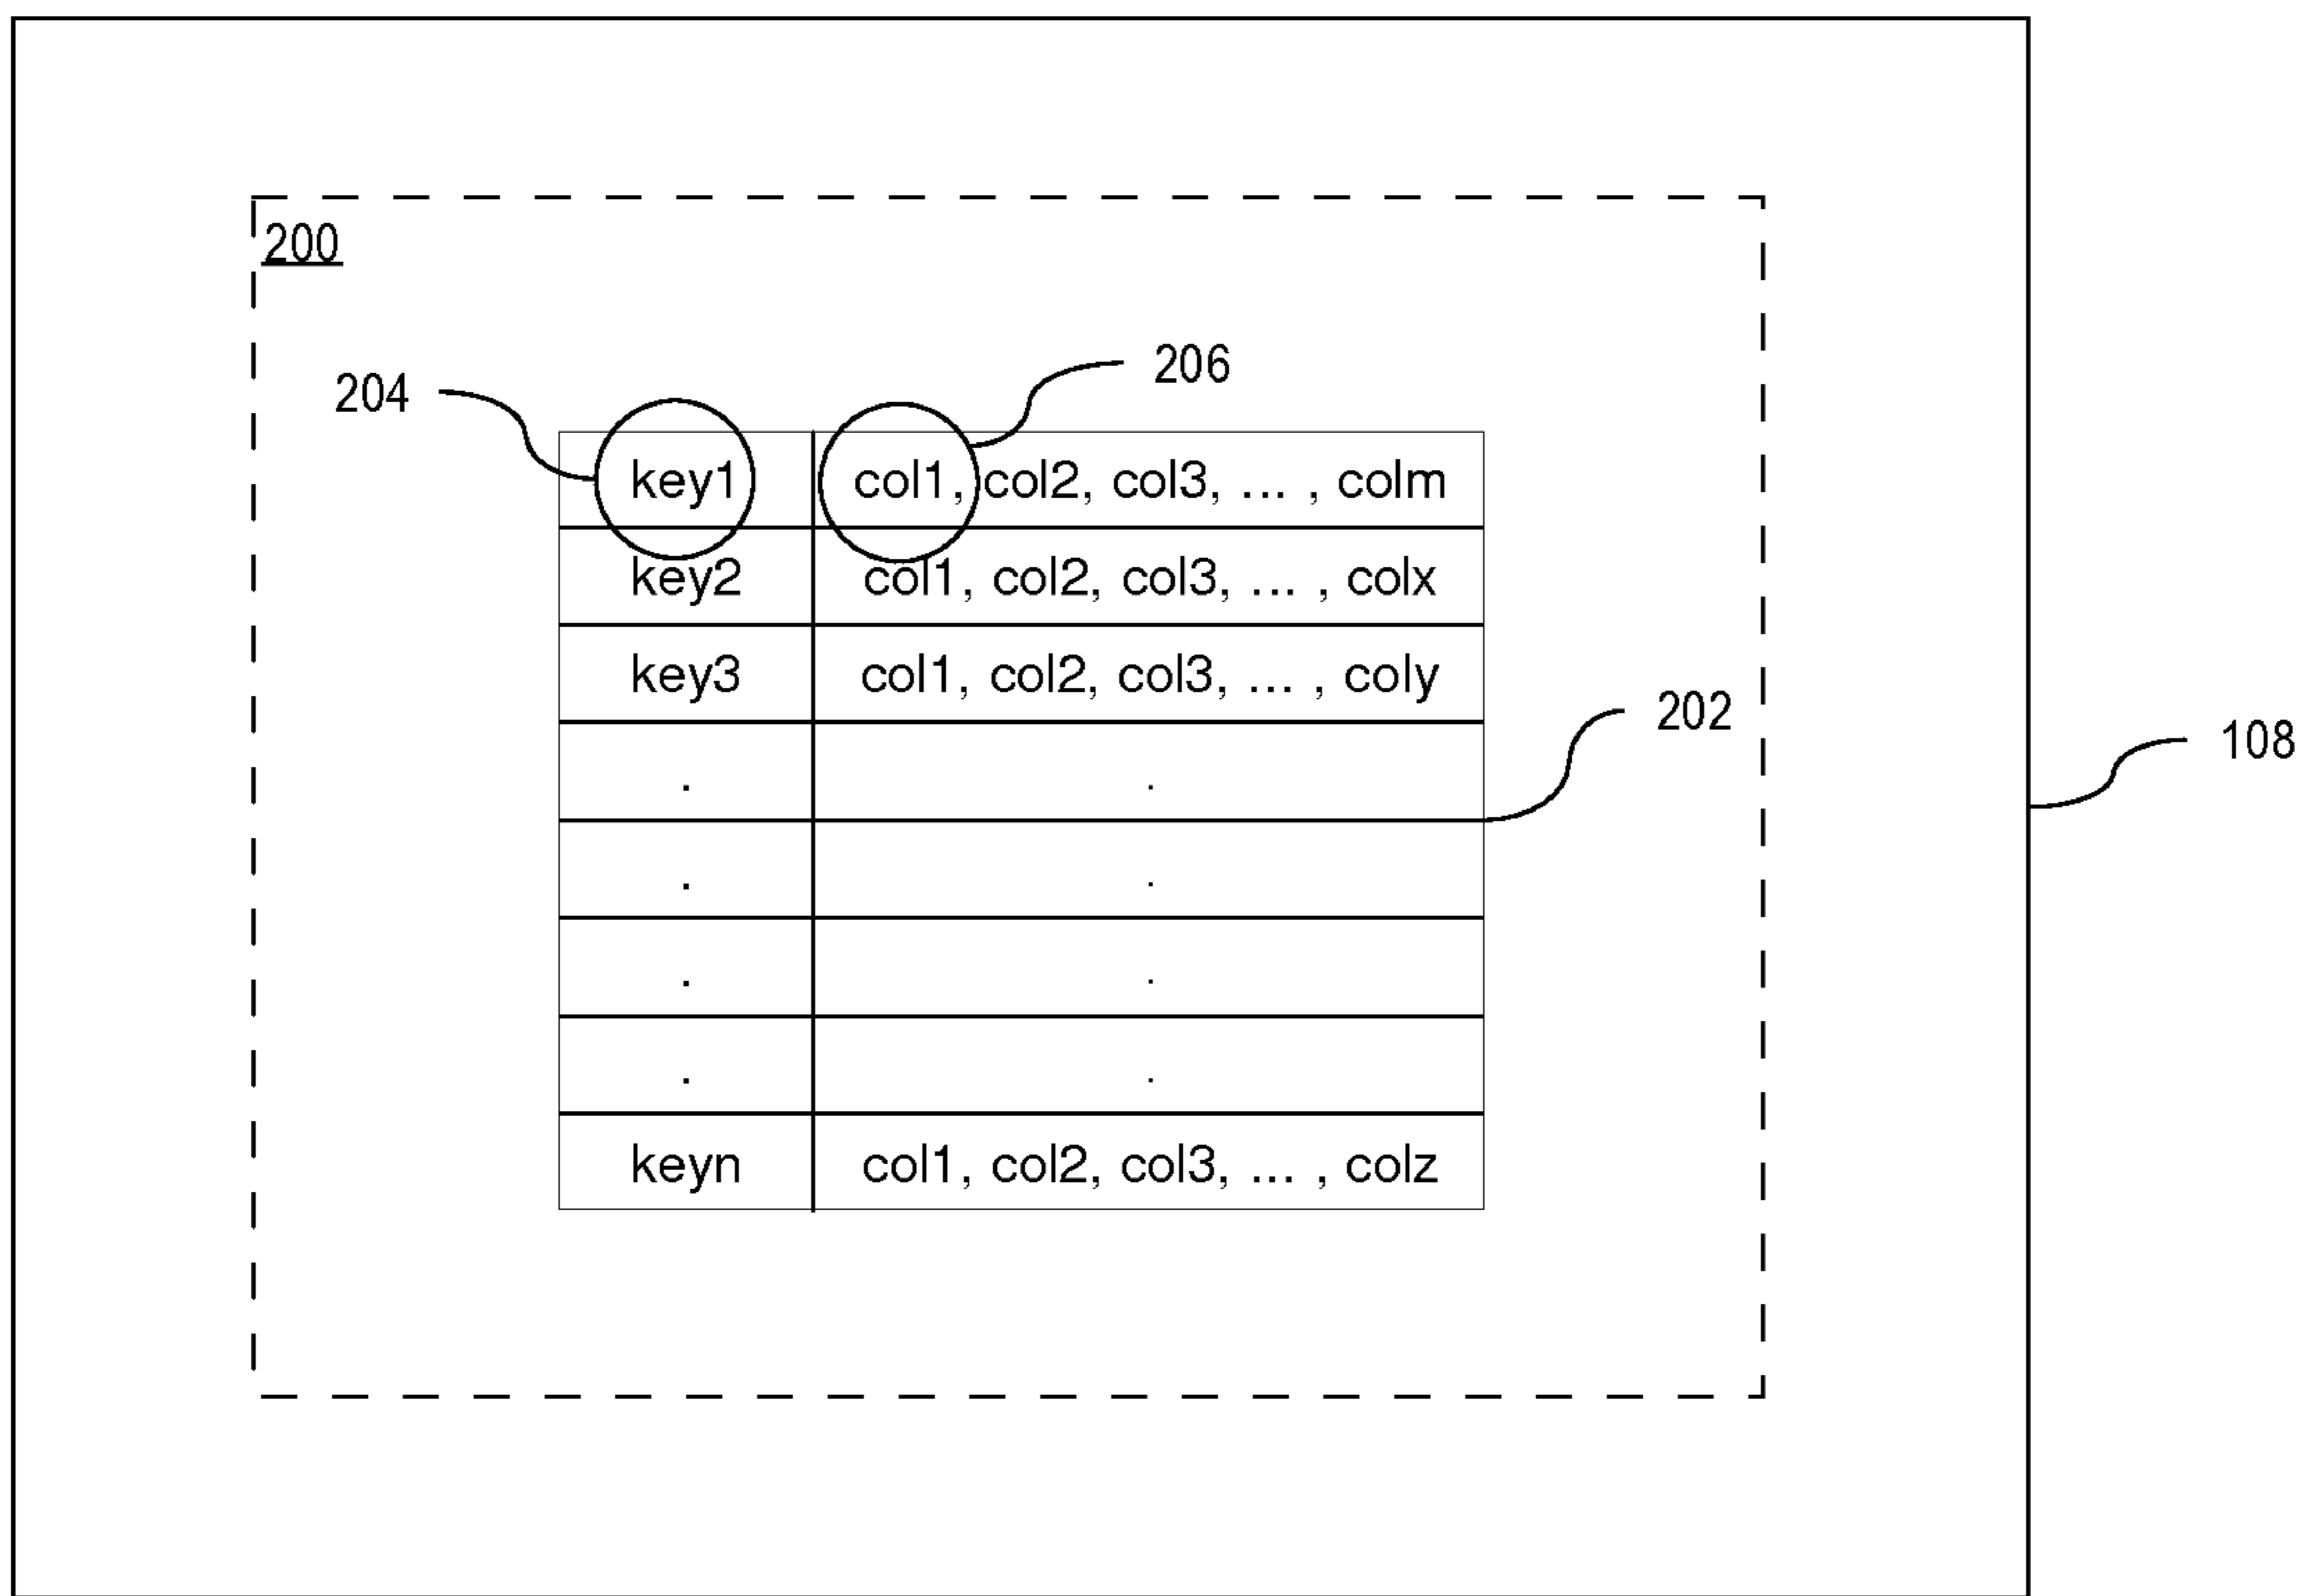 200
206
204
key1 col1, col2, col3, ... , colm
key2 col1, col2, col3, ... , colx
key3 col1, col2, col3, ... , coly
202
108
. .
. .
. .
. .
keyn col1, col2, col3, ... , colz